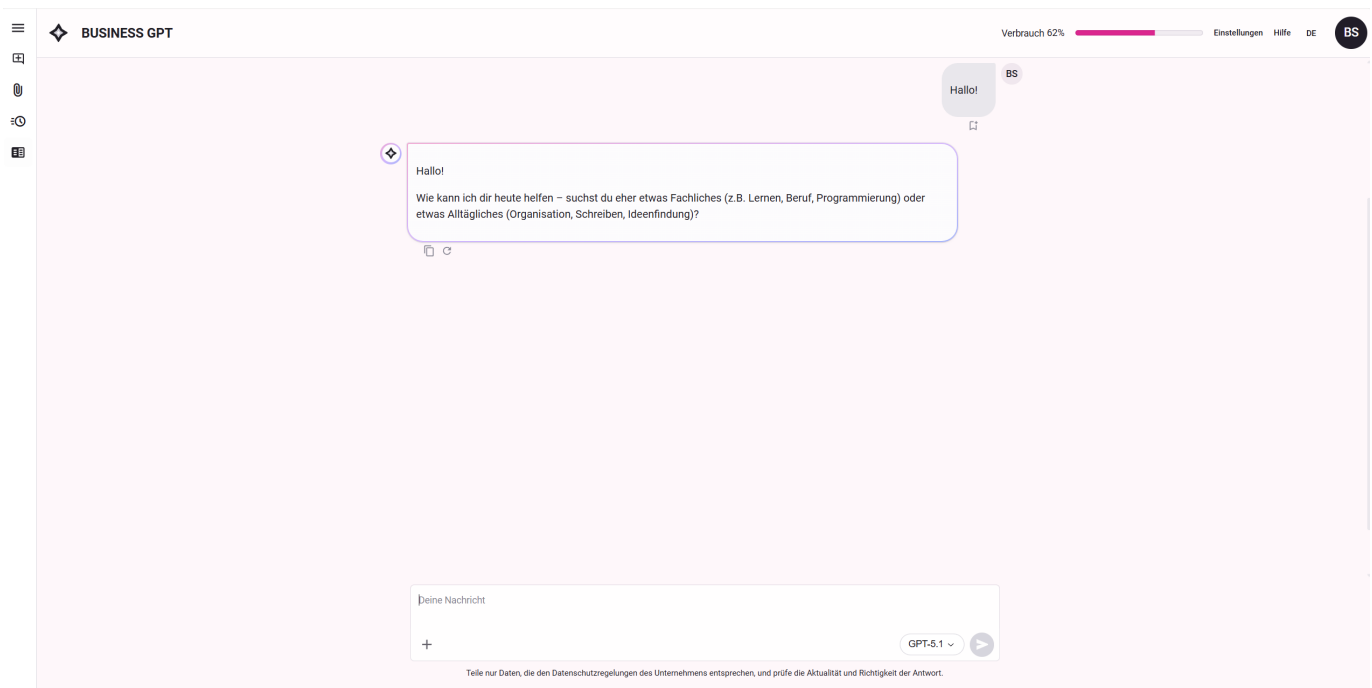 BUSINESS GPT
Verbrauch 62%
Einstellungen
Hilfe
DE
BS
Hallo!
BS
Hallo!
Wie kann ich dir heute helfen – suchst du eher etwas Fachliches (z.B. Lernen, Beruf, Programmierung) oder
etwas Alltägliches (Organisation, Schreiben, Ideenfindung)?
Deine Nachricht
GPT-5.1
Teile nur Daten, die den Datenschutzregelungen des Unternehmens entsprechen, und prüfe die Aktualität und Richtigkeit der Antwort.